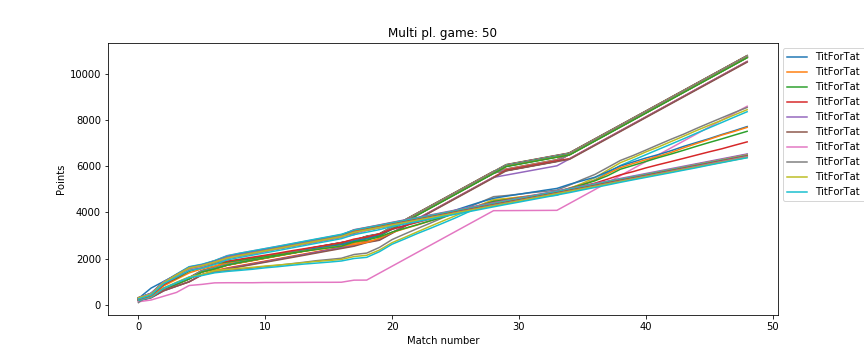 Multi pl. game: 50
Points
10000
8000
6000
4000
2000
0
0 10 20 30 40 50
Match number
TitForTat
TitForTat
TitForTat
TitForTat
TitForTat
TitForTat
TitForTat
TitForTat
TitForTat
TitForTat